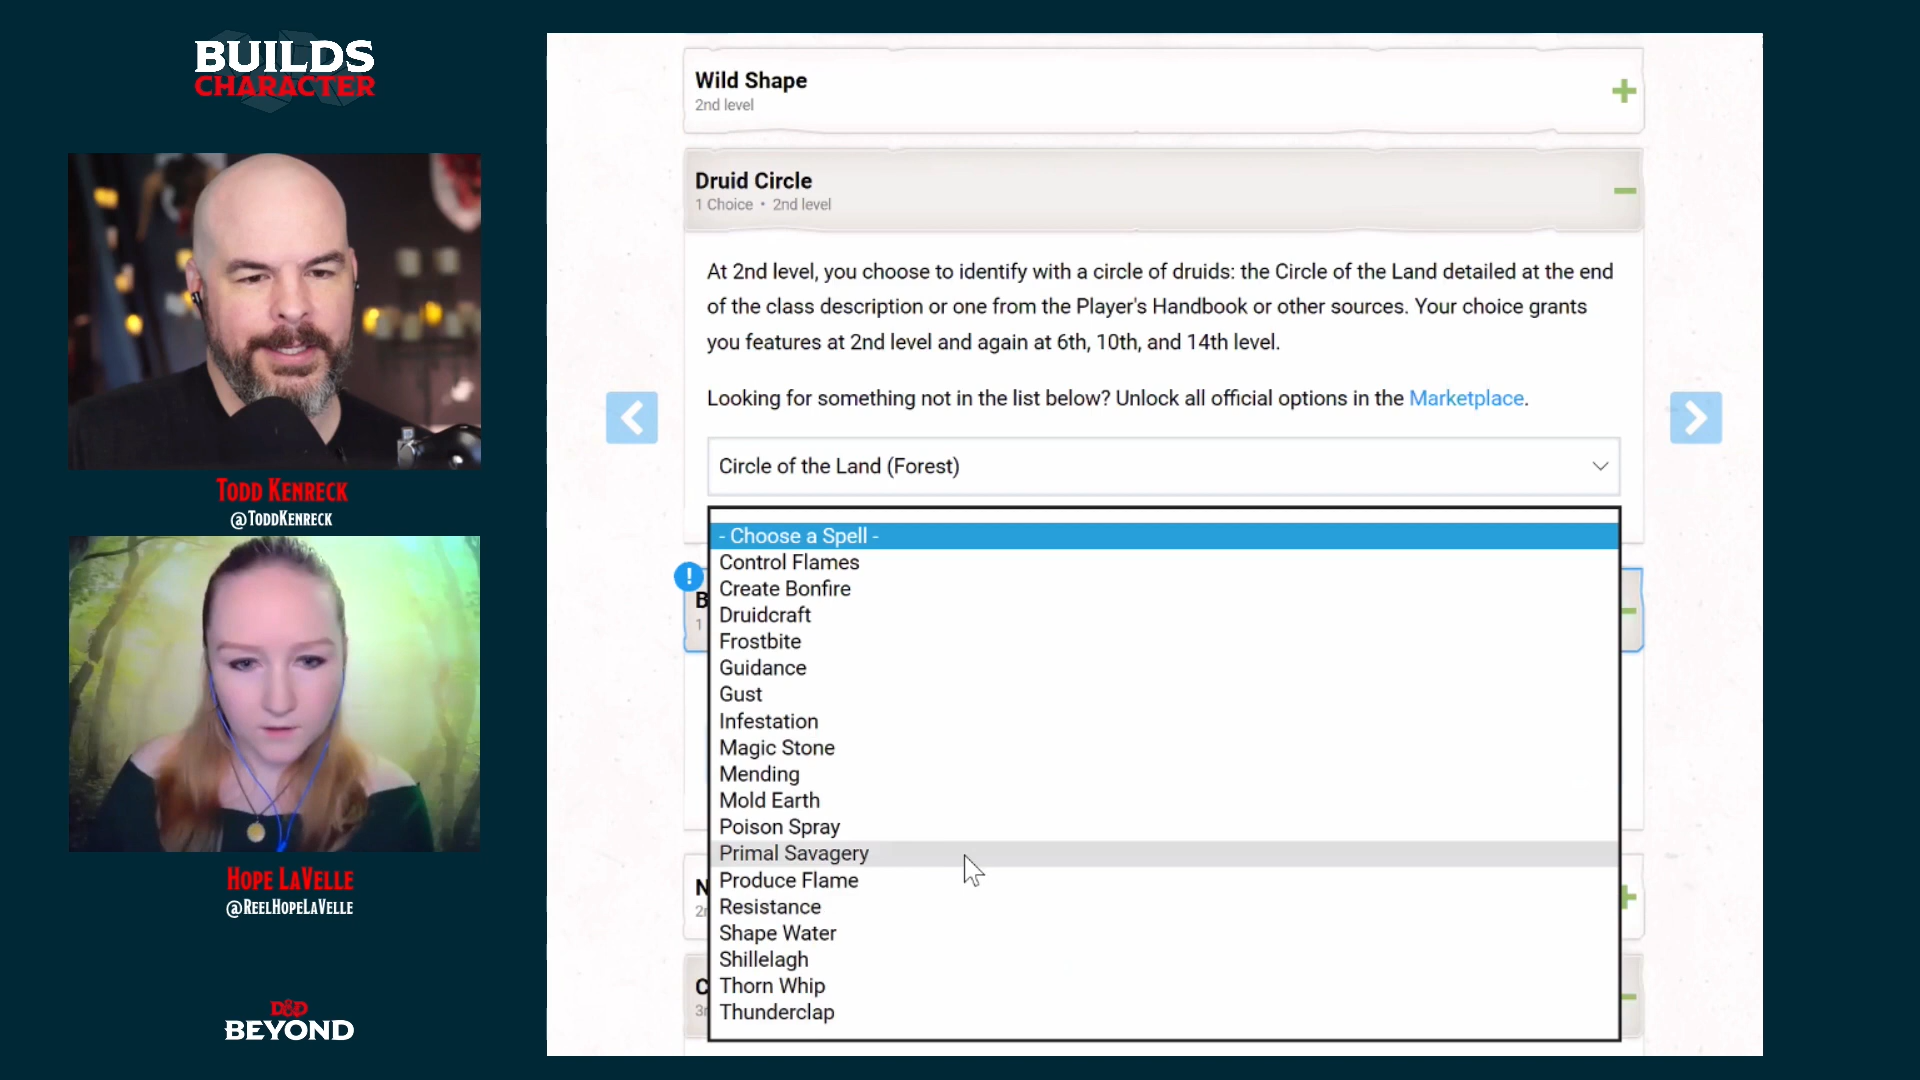 BUILDS
CHARACTER
TODD KENRECK
@TODDKENRECK
HOPE LAVELLE
@REELHOPELAVELLE
D&D
BEYOND
Wild Shape
2nd level
Druid Circle
1 Choice • 2nd level
At 2nd level, you choose to identify with a circle of druids: the Circle of the Land detailed at the end
of the class description or one from the Player's Handbook or other sources. Your choice grants
you features at 2nd level and again at 6th, 10th, and 14th level.
Looking for something not in the list below? Unlock all official options in the Marketplace.
Circle of the Land (Forest)
- Choose a Spell -
Control Flames
Create Bonfire
Druidcraft
Frostbite
Guidance
Gust
Infestation
Magic Stone
Mending
Mold Earth
Poison Spray
Primal Savagery
Produce Flame
Resistance
Shape Water
Shillelagh
Thorn Whip
Thunderclap